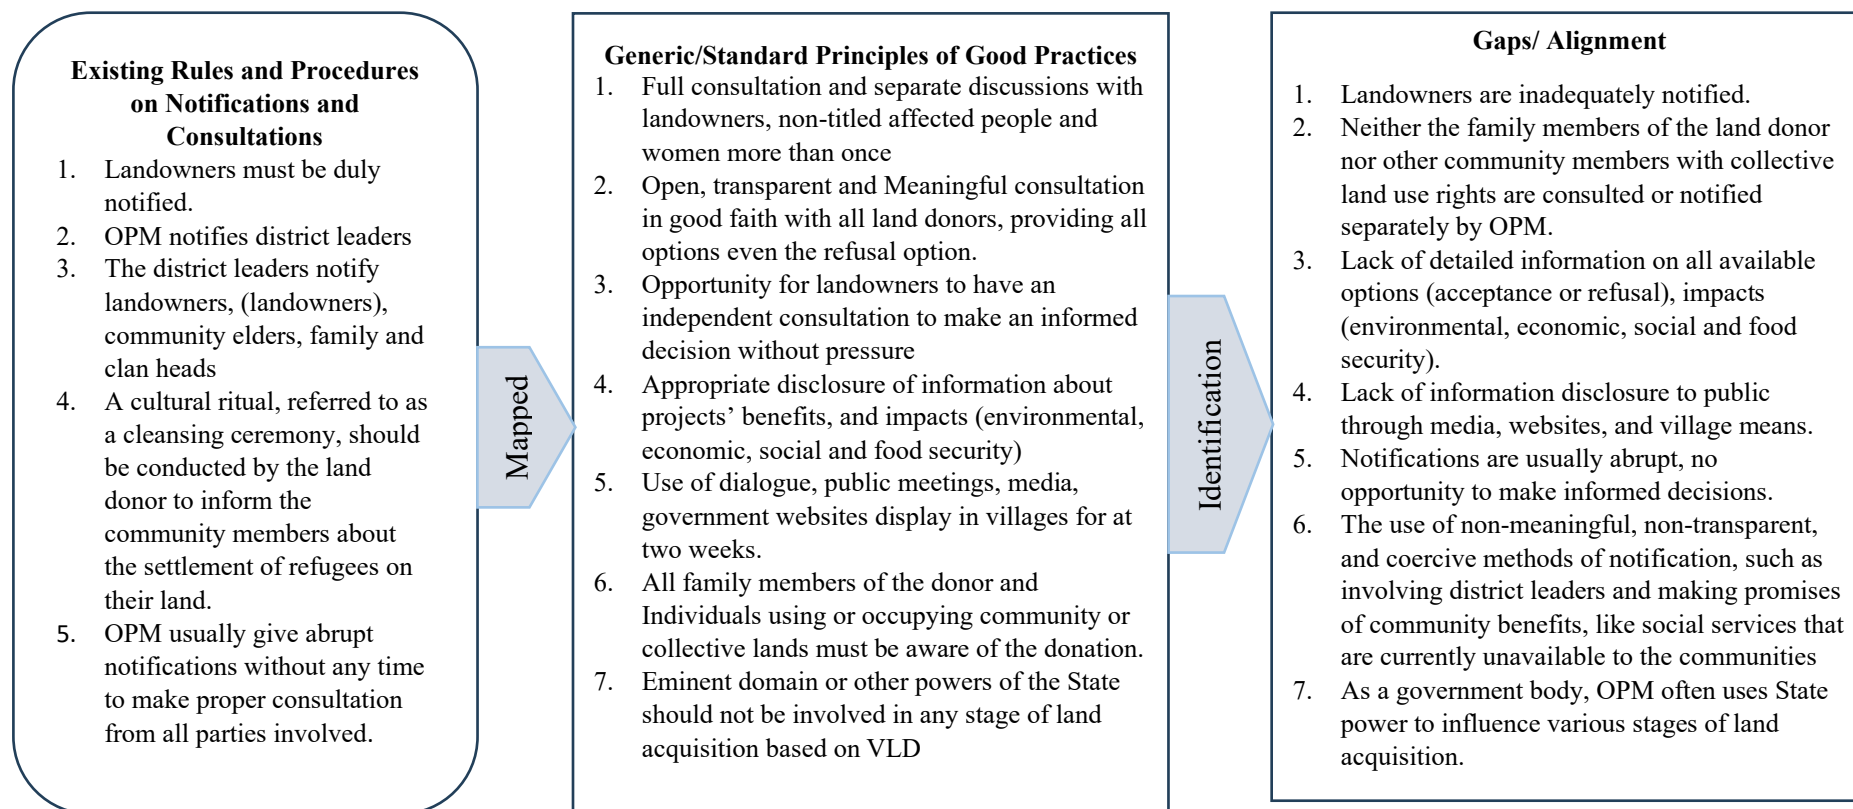 Existing Rules and Procedures
on Notifications and
Consultations
1. Landowners must be duly
notified.
2. OPM notifies district leaders
3. The district leaders notify
landowners, (landowners),
community elders, family and
clan heads
4. A cultural ritual, referred to as
a cleansing ceremony, should
be conducted by the land
donor to inform the
community members about
the settlement of refugees on
their land.
5. OPM usually give abrupt
notifications without any time
to make proper consultation
from all parties involved.
Mapped
Generic/Standard Principles of Good Practices
1. Full consultation and separate discussions with
landowners, non-titled affected people and
women more than once
2. Open, transparent and Meaningful consultation
in good faith with all land donors, providing all
options even the refusal option.
3. Opportunity for landowners to have an
independent consultation to make an informed
decision without pressure
4. Appropriate disclosure of information about
projects’ benefits, and impacts (environmental,
economic, social and food security)
5. Use of dialogue, public meetings, media,
government websites display in villages for at
two weeks.
6. All family members of the donor and
Individuals using or occupying community or
collective lands must be aware of the donation.
7. Eminent domain or other powers of the State
should not be involved in any stage of land
acquisition based on VLD
Identification
Gaps/ Alignment
1. Landowners are inadequately notified.
2. Neither the family members of the land donor
nor other community members with collective
land use rights are consulted or notified
separately by OPM.
3. Lack of detailed information on all available
options (acceptance or refusal), impacts
(environmental, economic, social and food
security).
4. Lack of information disclosure to public
through media, websites, and village means.
5. Notifications are usually abrupt, no
opportunity to make informed decisions.
6. The use of non-meaningful, non-transparent,
and coercive methods of notification, such as
involving district leaders and making promises
of community benefits, like social services that
are currently unavailable to the communities
7. As a government body, OPM often uses State
power to influence various stages of land
acquisition.